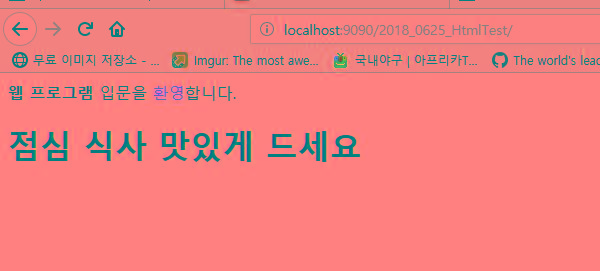 localhost:9090/2018_0625_HtmlTest/
무료 이미지 저장소 - ... Imgur: The most awe... 국내야구 | 아프리카T... The world's lead
웹 프로그램 입문을 환영합니다.
점심 식사 맛있게 드세요